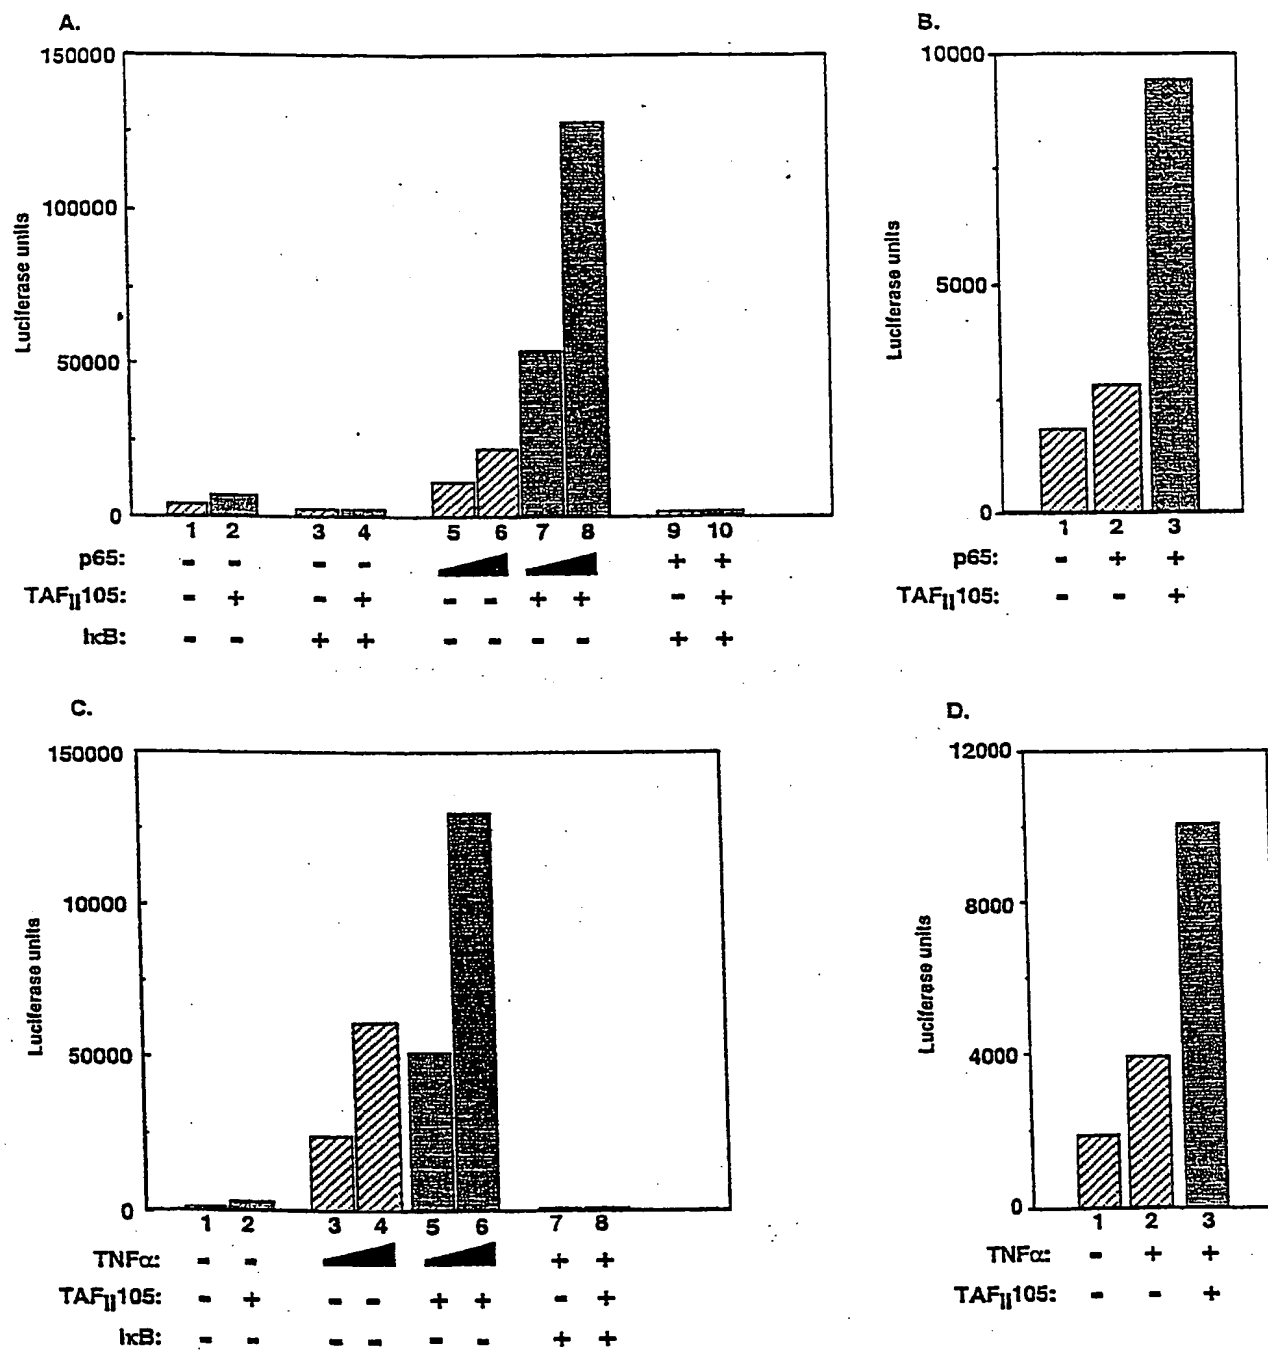 A.
150000
100000
50000
0
Luciferase units
1 2 3 4 5 6 7 8 9 10
p65: - - - - + +
TAFII105: - + - + - - + + - +
IκB: - - + + - - - - + +
B.
10000
5000
0
Luciferase units
1 2 3
p65: - + +
TAFII105: - - +
C.
150000
10000
50000
0
Luciferase units
1 2 3 4 5 6 7 8
TNFα: - - + +
TAFII105: - + - - + + - +
IκB: - - - - - - + +
D.
12000
8000
4000
0
Luciferase units
1 2 3
TNFα: - + +
TAFII105: - - +